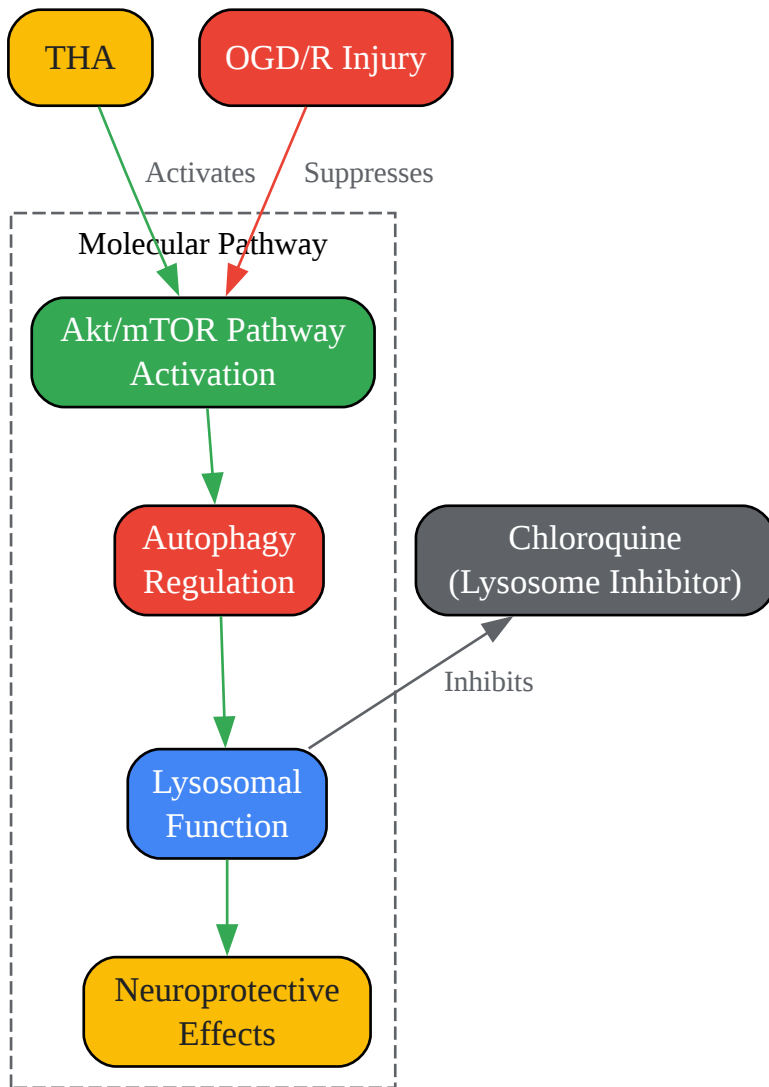 THA
OGD/R Injury
Activates
Suppresses
Molecular Pathway
Akt/mTOR Pathway
Activation
Autophagy
Regulation
Chloroquine
(Lysosome Inhibitor)
Inhibits
Lysosomal
Function
Neuroprotective
Effects